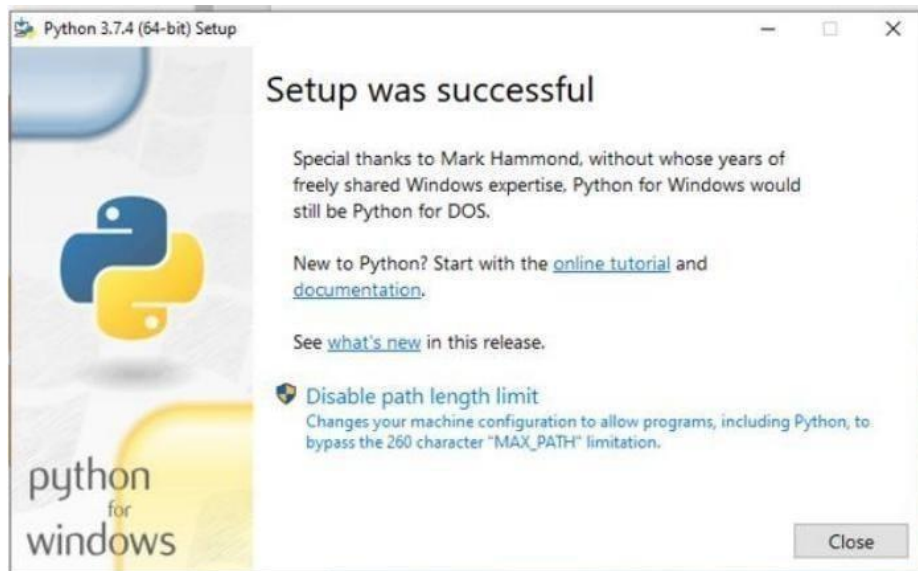 Python 3.7.4 (64-bit) Setup
Setup was successful
Special thanks to Mark Hammond, without whose years of
freely shared Windows expertise, Python for Windows would
still be Python for DOS.
New to Python? Start with the online tutorial and
documentation.
See what's new in this release.
Disable path length limit
Changes your machine configuration to allow programs, including Python, to
bypass the 260 character "MAX_PATH" limitation.
python
for
windows
Close